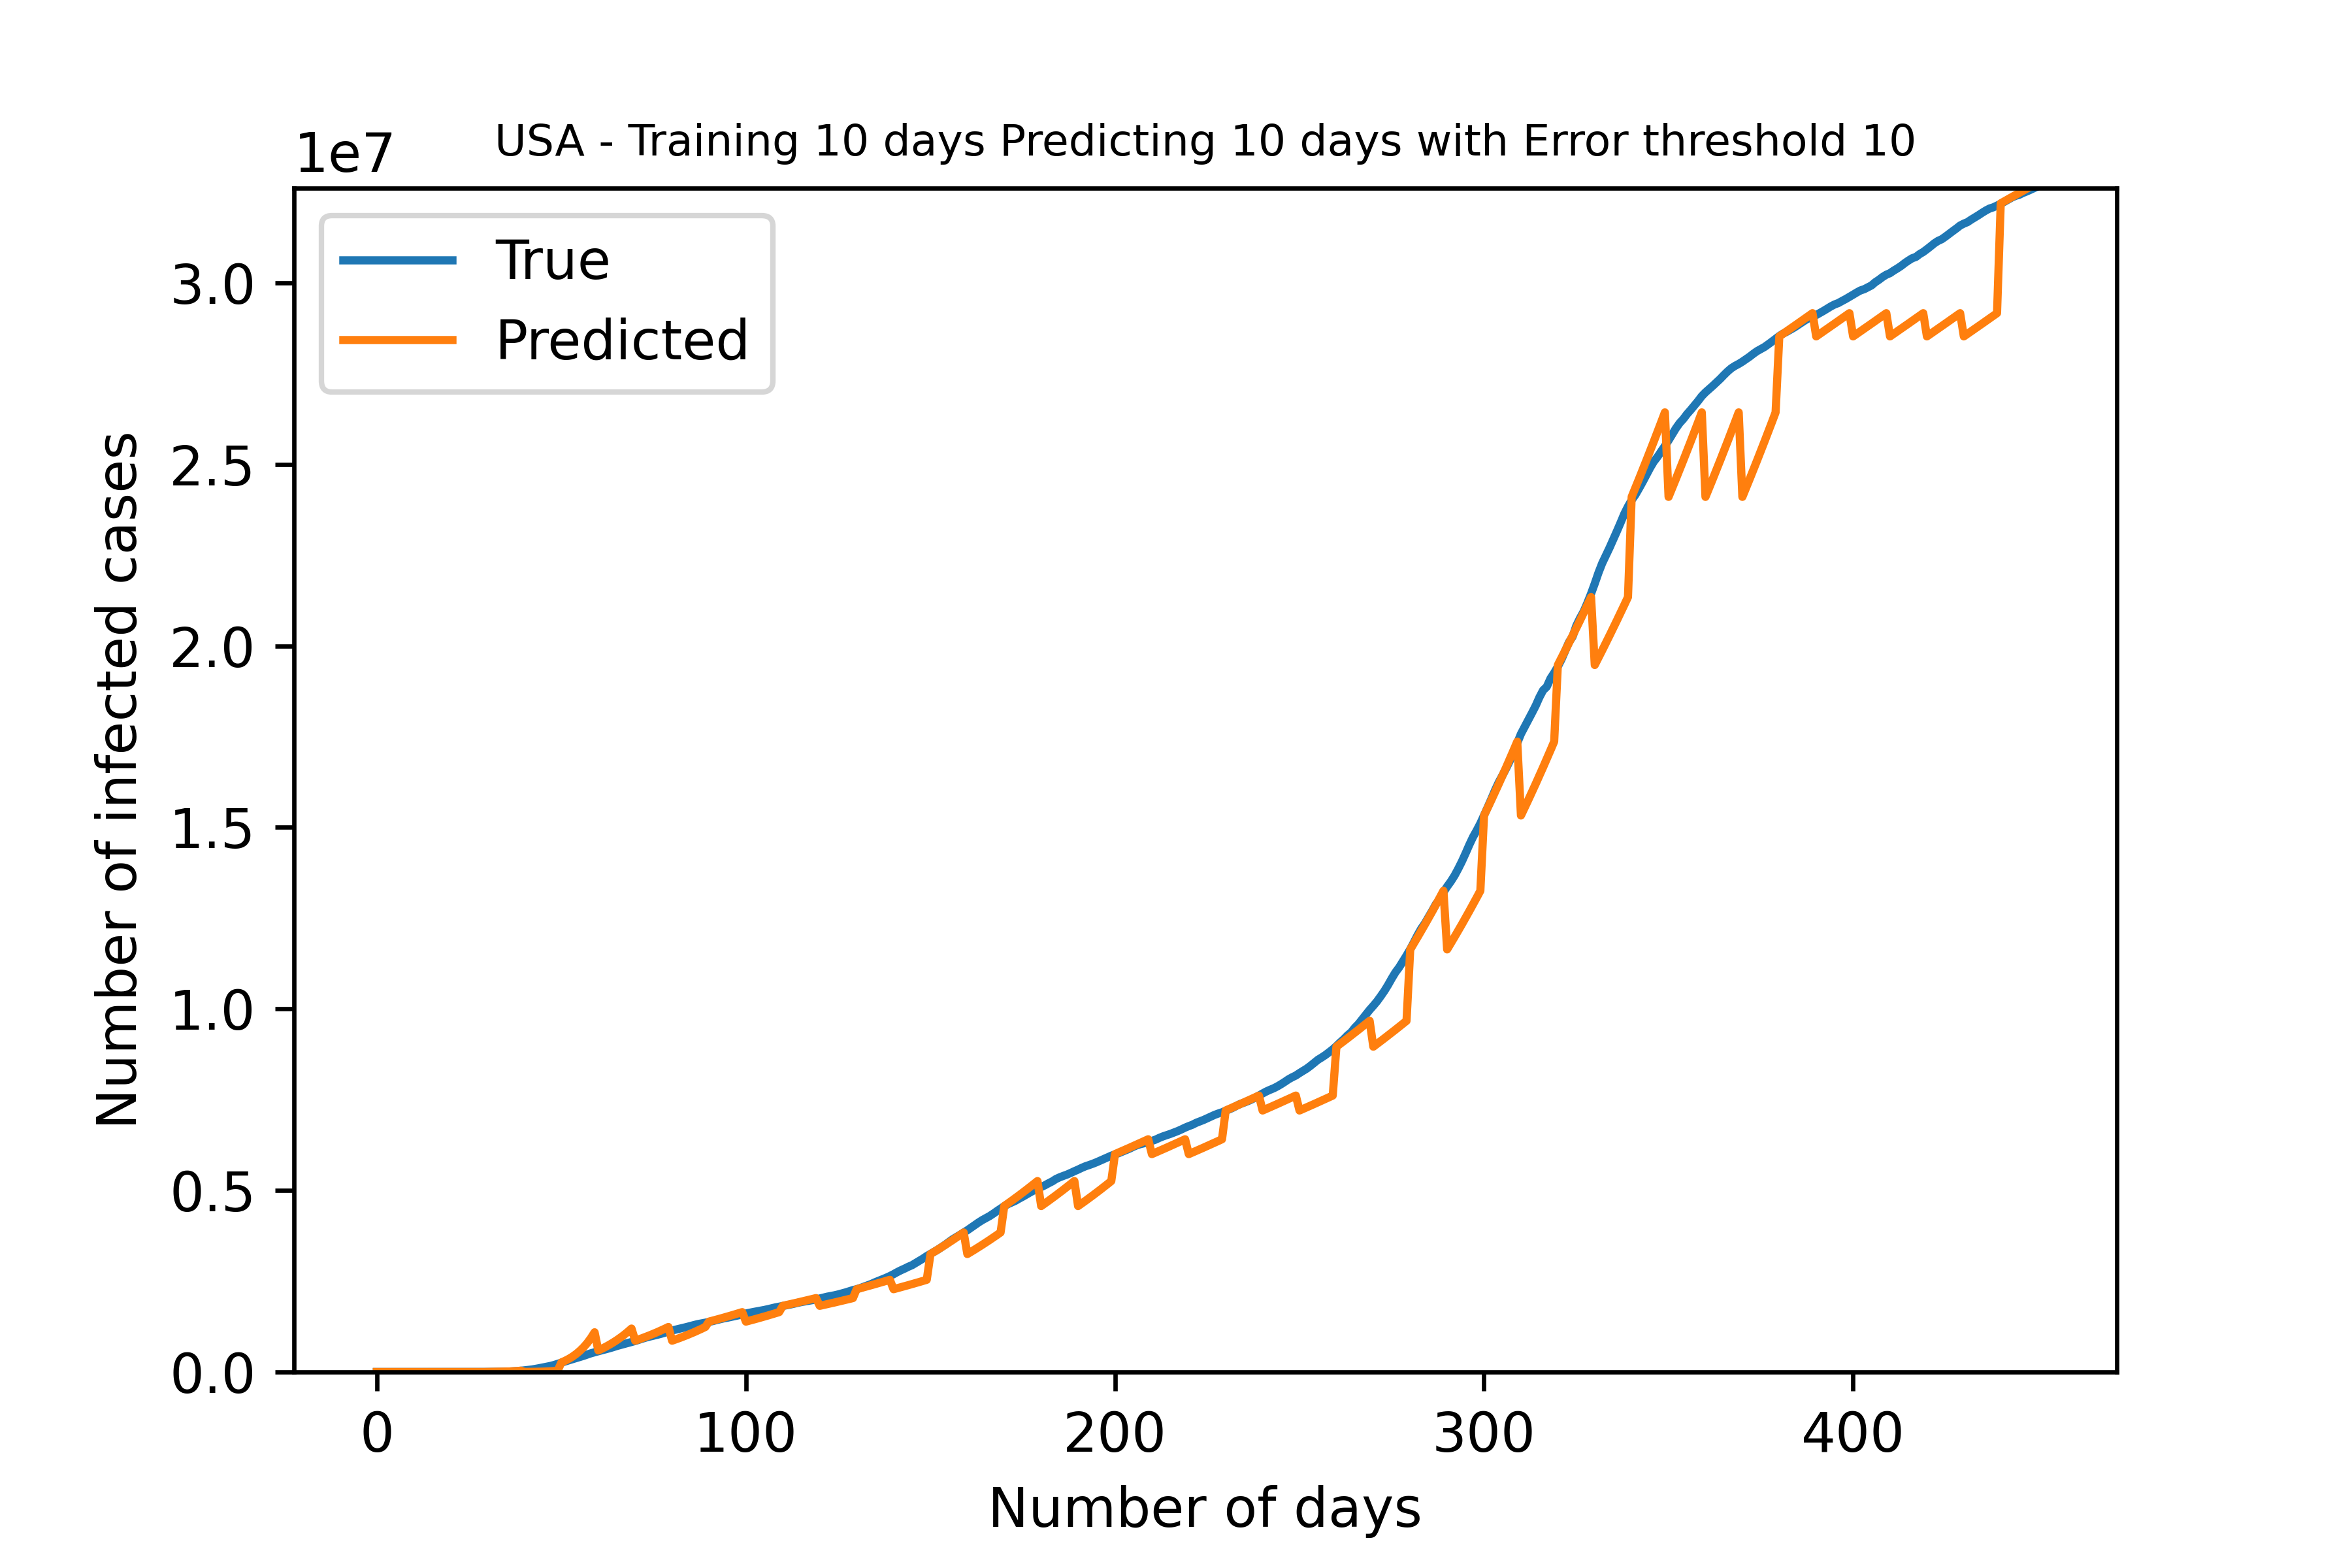 USA - Training 10 days Predicting 10 days with Error threshold 10
1e7
True
Predicted
3.0
2.5
2.0
1.5
1.0
0.5
0.0
Number of infected cases
0 100 200 300 400
Number of days